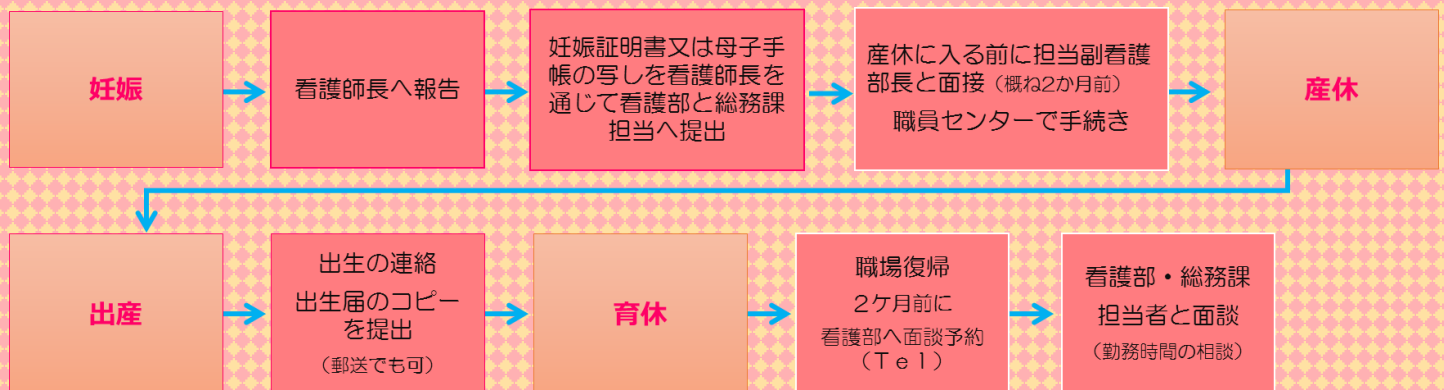 妊娠
看護師長へ報告
妊娠証明書又は母子手
帳の写しを看護師長を
通じて看護部と総務課
担当へ提出
産休に入る前に担当副看護
部長と面接（概ね2か月前）
職員センターで手続き
産休
出産
出生の連絡
出生届のコピー
を提出
（郵送でも可）
育休
職場復帰
２ケ月前に
看護部へ面談予約
（Ｔｅｌ）
看護部・総務課
担当者と面談
（勤務時間の相談）